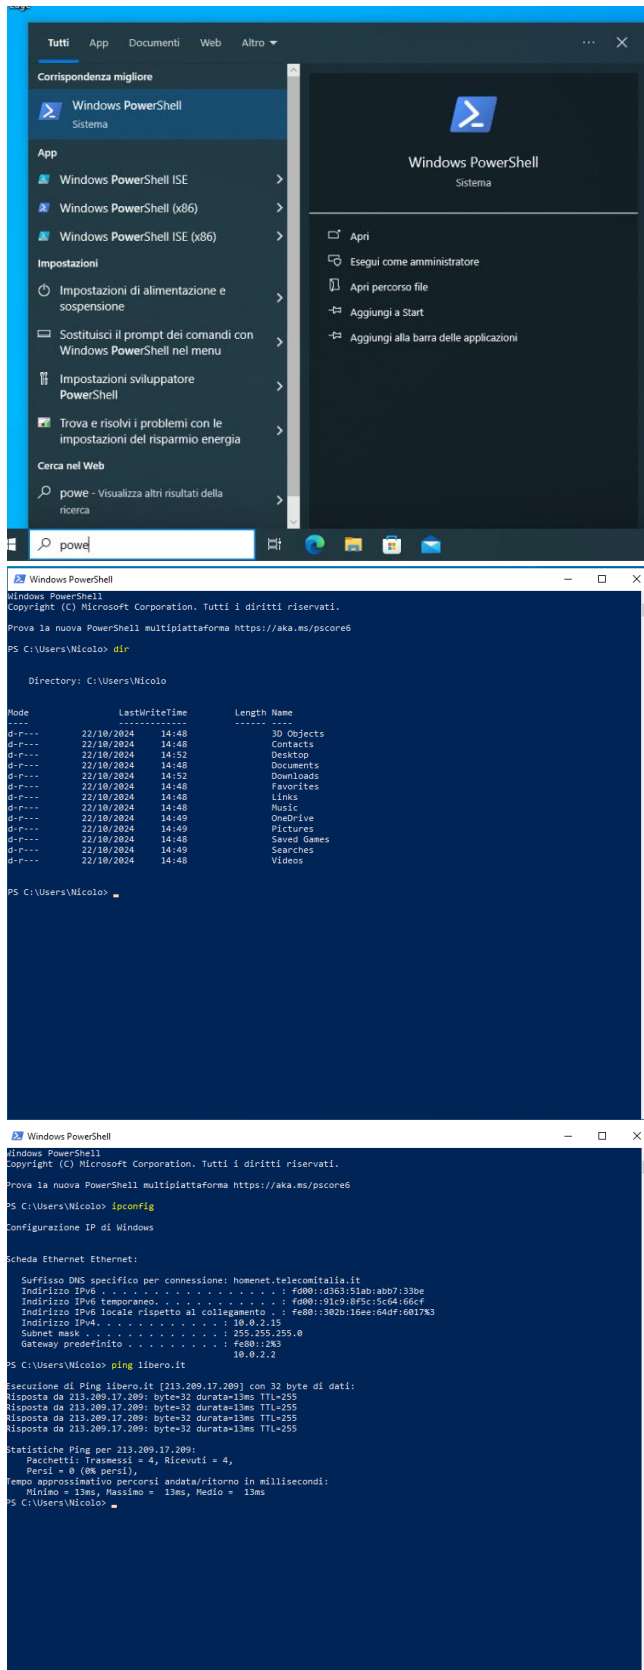 Edge
Tutti App Documenti Web Altro
Corrispondenza migliore
Windows PowerShell
Sistema
App
Windows PowerShell ISE
Windows PowerShell (x86)
Windows PowerShell ISE (x86)
Impostazioni
Impostazioni di alimentazione e
sospensione
Sostituisci il prompt dei comandi con
Windows PowerShell nel menu
Impostazioni sviluppatore
PowerShell
Trova e risolvi i problemi con le
impostazioni del risparmio energia
Cerca nel Web
powe - Visualizza altri risultati della
ricerca
Windows PowerShell
Sistema
Apri
Esegui come amministratore
Apri percorso file
Aggiungi a Start
Aggiungi alla barra delle applicazioni
powe
Windows PowerShell
Windows PowerShell
Copyright (C) Microsoft Corporation. Tutti i diritti riservati.
Prova la nuova PowerShell multipiattaforma https://aka.ms/pscore6
PS C:\Users\Nicolo> dir
Directory: C:\Users\Nicolo
Mode LastWriteTime Length Name
---- ------------- ------ ----
d-r--- 22/10/2024 14:48 3D Objects
d-r--- 22/10/2024 14:48 Contacts
d-r--- 22/10/2024 14:52 Desktop
d-r--- 22/10/2024 14:48 Documents
d-r--- 22/10/2024 14:52 Downloads
d-r--- 22/10/2024 14:48 Favorites
d-r--- 22/10/2024 14:48 Links
d-r--- 22/10/2024 14:48 Music
d-r--- 22/10/2024 14:49 OneDrive
d-r--- 22/10/2024 14:49 Pictures
d-r--- 22/10/2024 14:48 Saved Games
d-r--- 22/10/2024 14:49 Searches
d-r--- 22/10/2024 14:48 Videos
PS C:\Users\Nicolo> _
Windows PowerShell
Windows PowerShell
Copyright (C) Microsoft Corporation. Tutti i diritti riservati.
Prova la nuova PowerShell multipiattaforma https://aka.ms/pscore6
PS C:\Users\Nicolo> ipconfig
Configurazione IP di Windows
Scheda Ethernet Ethernet:
Suffisso DNS specifico per connessione: homenet.telecomitalia.it
Indirizzo IPv6 . . . . . . . . . . . . . . . . . : fd00::d363:51ab:abb7:33be
Indirizzo IPv6 temporaneo. . . . . . . . . . . . : fd00::91c9:8f5c:5c64:66cf
Indirizzo IPv6 locale rispetto al collegamento . : fe80::302b:16ee:64df:6017%3
Indirizzo IPv4. . . . . . . . . . . . : 10.0.2.15
Subnet mask . . . . . . . . . . . . . : 255.255.255.0
Gateway predefinito . . . . . . . . . : fe80::2%3
10.0.2.2
PS C:\Users\Nicolo> ping libero.it
Esecuzione di Ping libero.it [213.209.17.209] con 32 byte di dati:
Risposta da 213.209.17.209: byte=32 durata=13ms TTL=255
Risposta da 213.209.17.209: byte=32 durata=13ms TTL=255
Risposta da 213.209.17.209: byte=32 durata=13ms TTL=255
Risposta da 213.209.17.209: byte=32 durata=13ms TTL=255
Statistiche Ping per 213.209.17.209:
Pacchetti: Trasmessi = 4, Ricevuti = 4,
Persi = 0 (0% persi),
Tempo approssimativo percorsi andata/ritorno in millisecondi:
Minimo = 13ms, Massimo = 13ms, Medio = 13ms
PS C:\Users\Nicolo> _